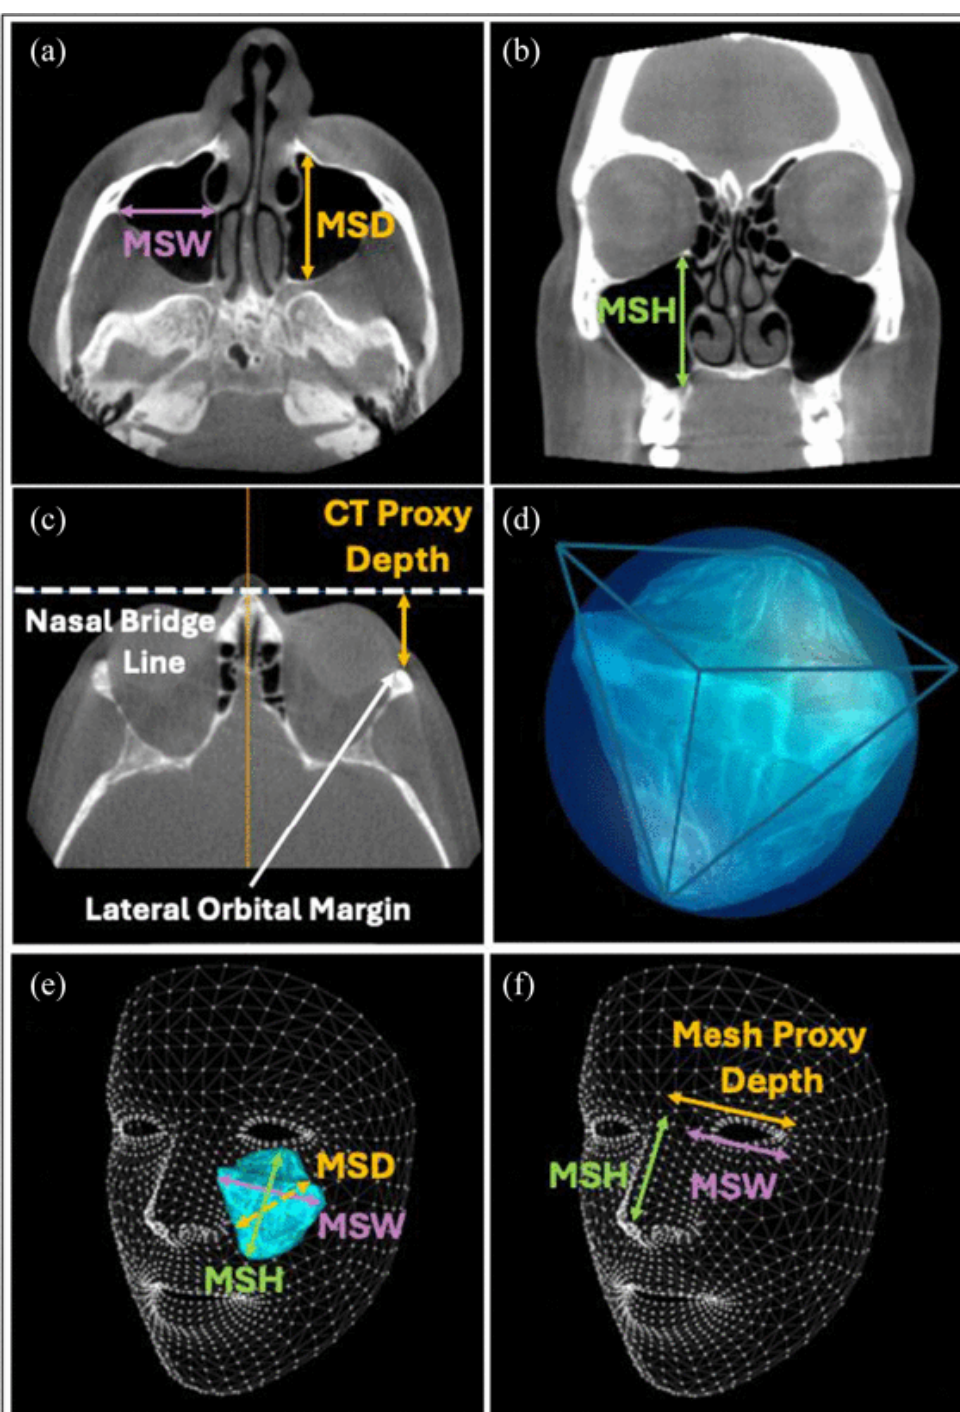 (a)
MSW
MSD
(b)
MSH
(c)
CT Proxy
Depth
Nasal Bridge
Line
Lateral Orbital Margin
(d)
(e)
MSD
MSW
MSH
(f)
Mesh Proxy
Depth
MSH
MSW